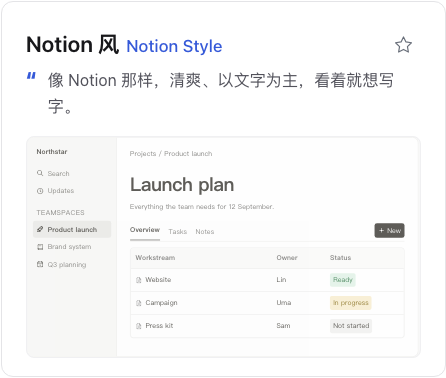 Notion 风 Notion Style
“ 像 Notion 那样，清爽、以文字为主，看着就想写
字。
Northstar
Search
Updates
TEAMSPACES
Product launch
Brand system
Q3 planning
Projects / Product launch
Launch plan
Everything the team needs for 12 September.
Overview Tasks Notes
+ New
Workstream Owner Status
Website Lin Ready
Campaign Uma In progress
Press kit Sam Not started